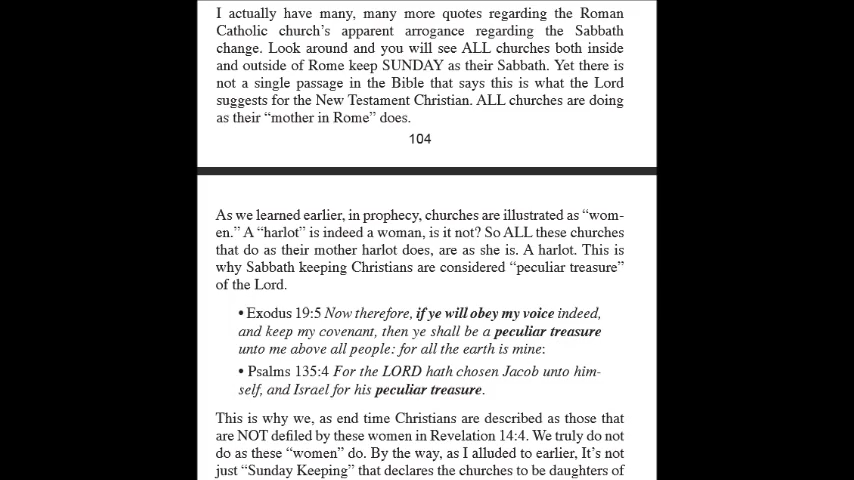 I actually have many, many more quotes regarding the Roman
Catholic church's apparent arrogance regarding the Sabbath
change. Look around and you will see ALL churches both inside
and outside of Rome keep SUNDAY as their Sabbath. Yet there is
not a single passage in the Bible that says this is what the Lord
suggests for the New Testament Christian. ALL churches are doing
as their “mother in Rome” does.
104
As we learned earlier, in prophecy, churches are illustrated as “wom-
en.” A “harlot” is indeed a woman, is it not? So ALL these churches
that do as their mother harlot does, are as she is. A harlot. This is
why Sabbath keeping Christians are considered “peculiar treasure”
of the Lord.
• Exodus 19:5 Now therefore, if ye will obey my voice indeed,
and keep my covenant, then ye shall be a peculiar treasure
unto me above all people: for all the earth is mine:
• Psalms 135:4 For the LORD hath chosen Jacob unto him-
self, and Israel for his peculiar treasure.
This is why we, as end time Christians are described as those that
are NOT defiled by these women in Revelation 14:4. We truly do not
do as these “women” do. By the way, as I alluded to earlier, It's not
just “Sunday Keeping” that declares the churches to be daughters of